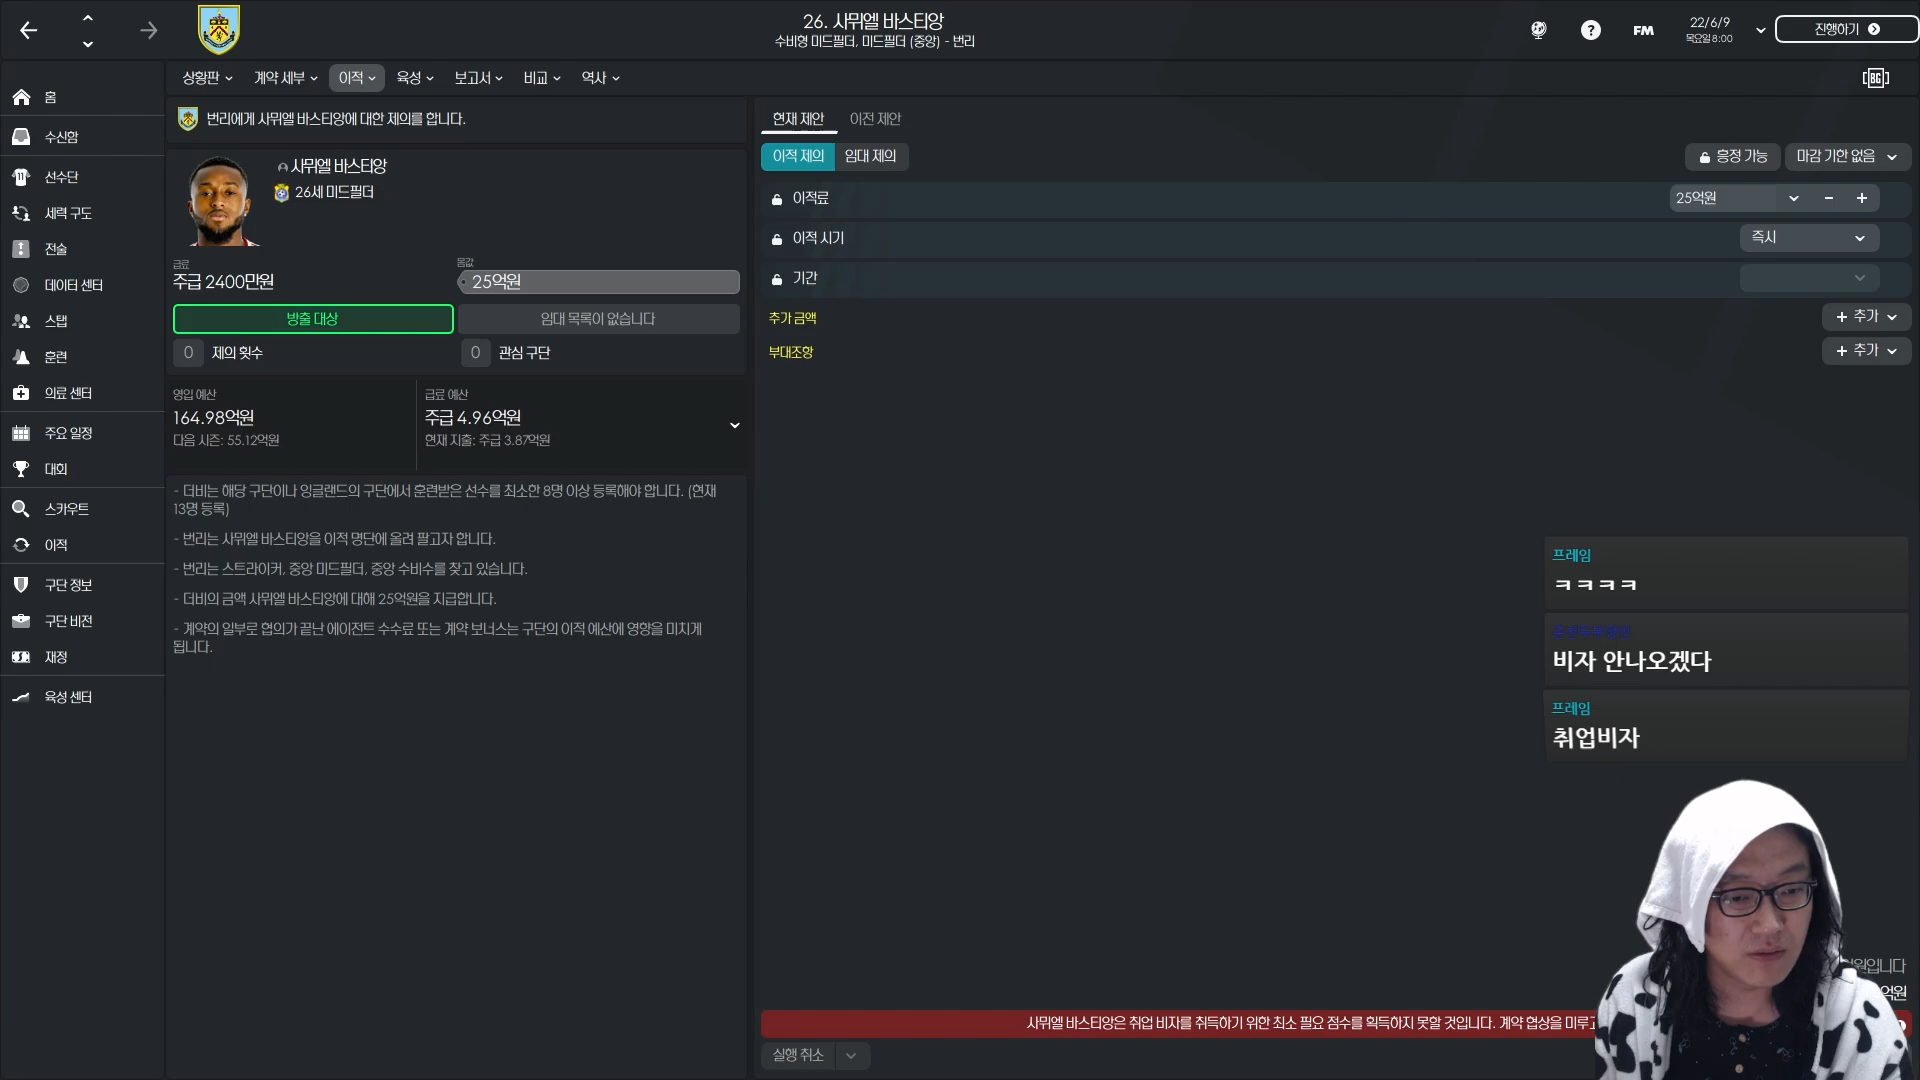 26. 사뮈엘 바스티앙
수비형 미드필더, 미드필더 (중앙) - 번리
FM
22/6/9
목요일 8:00
진행하기
상황판
계약 세부
이적
육성
보고서
비교
역사
홈
수신함
선수단
세력 구도
전술
데이터 센터
스탭
훈련
의료 센터
주요 일정
대회
스카우트
이적
구단 정보
구단 비전
재정
육성 센터
번리에게 사뮈엘 바스티앙에 대한 제의를 합니다.
사뮈엘 바스티앙
26세 미드필더
급료
주급 2400만원
몸값
25억원
방출 대상
임대 목록이 없습니다
0 제의 횟수
0 관심 구단
영입 예산
164.98억원
다음 시즌: 55.12억원
급료 예산
주급 4.96억원
현재 지출: 주급 3.87억원
- 더비는 해당 구단이나 잉글랜드의 구단에서 훈련받은 선수를 최소한 8명 이상 등록해야 합니다. (현재
13명 등록)
- 번리는 사뮈엘 바스티앙을 이적 명단에 올려 팔고자 합니다.
- 번리는 스트라이커, 중앙 미드필더, 중앙 수비수를 찾고 있습니다.
- 더비의 금액 사뮈엘 바스티앙에 대해 25억원을 지급합니다.
- 계약의 일부로 협의가 끝난 에이전트 수수료 또는 계약 보너스는 구단의 이적 예산에 영향을 미치게
됩니다.
현재 제안
이전 제안
이적 제의
임대 제의
흥정 가능
마감 기한 없음
이적료
25억원
이적 시기
즉시
기간
추가 금액
+ 추가
부대조항
+ 추가
프레임
ㅋㅋㅋㅋ
비자 안나오겠다
프레임
취업비자
원입니다
억원
사뮈엘 바스티앙은 취업 비자를 취득하기 위한 최소 필요 점수를 획득하지 못할 것입니다. 계약 협상을 미루고
실행 취소